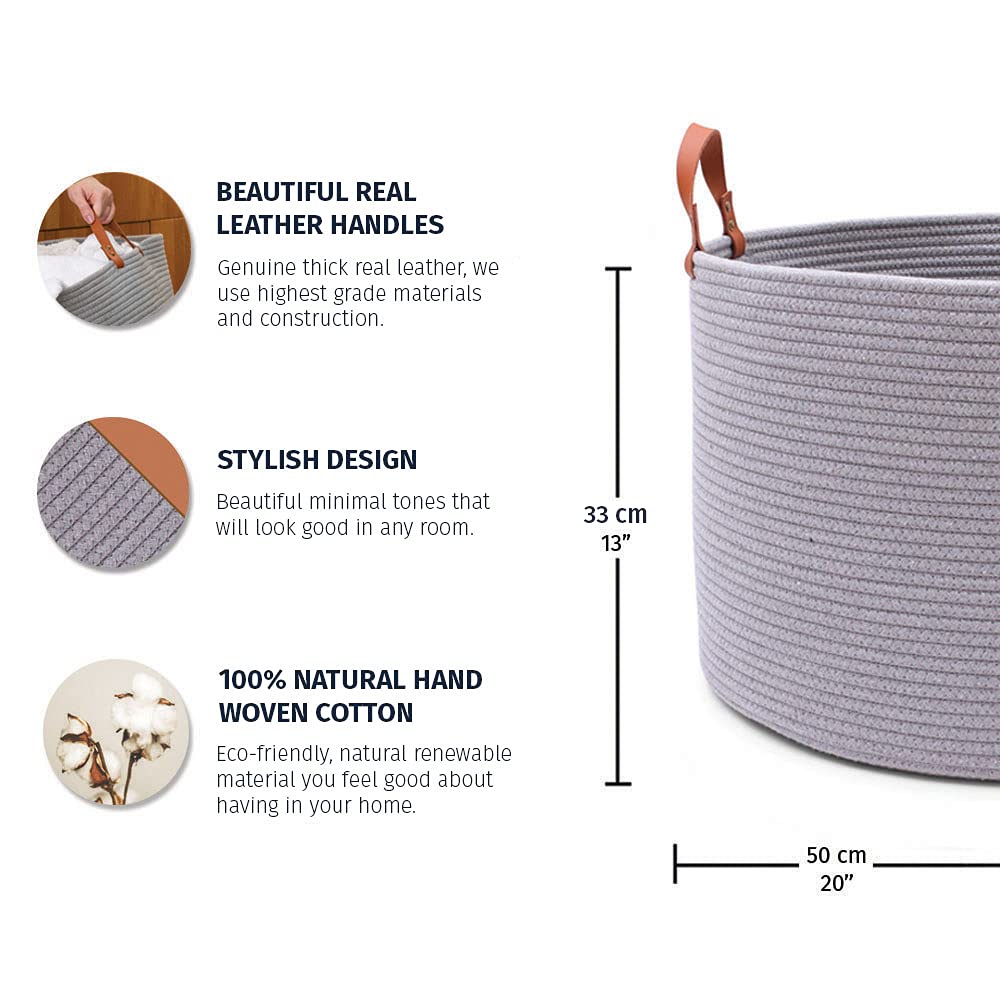 BEAUTIFUL REAL
LEATHER HANDLES
Genuine thick real leather, we
use highest grade materials
and construction.
STYLISH DESIGN
Beautiful minimal tones that
will look good in any room.
100% NATURAL HAND
WOVEN COTTON
Eco-friendly, natural renewable
material you feel good about
having in your home.
33 cm
13”
50 cm
20”